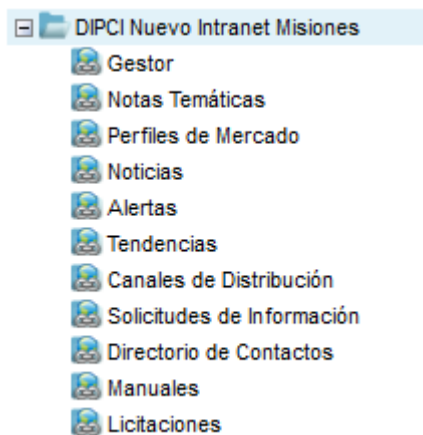 DIPCI Nuevo Intranet Misiones
Gestor
Notas Temáticas
Perfiles de Mercado
Noticias
Alertas
Tendencias
Canales de Distribución
Solicitudes de Información
Directorio de Contactos
Manuales
Licitaciones